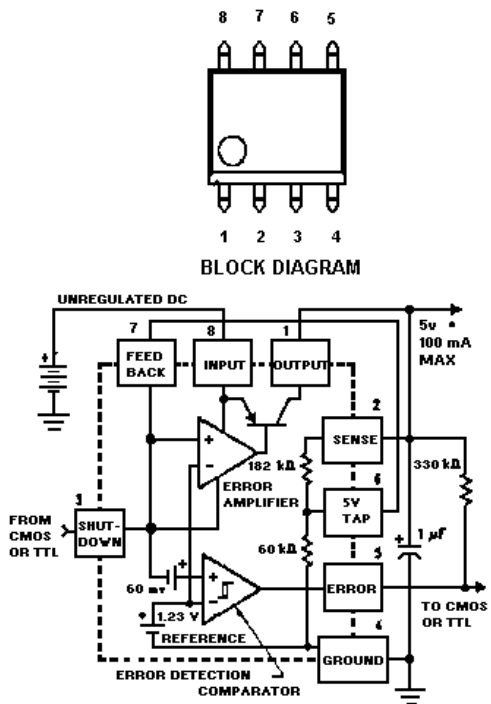 8 7 6 5
1 2 3 4
BLOCK DIAGRAM
UNREGULATED DC
7 8 1
5v
100 mA
MAX
FEED
BACK
INPUT
OUTPUT
2
SENSE
182 kΩ
330 kΩ
ERROR
AMPLIFIER
6
5V
TAP
3
FROM
CMOS
OR TTL
SHUT-
DOWN
60 kΩ
1 µF
5
60 mv
ERROR
TO CMOS
OR TTL
1.23 V
REFERENCE
4
GROUND
ERROR DETECTION
COMPARATOR